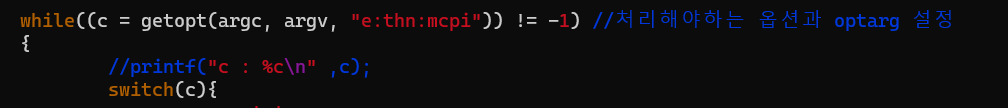 while((c = getopt(argc, argv, "e:thn:mcpi")) != -1) //처리해야하는 옵션과 optarg 설정
{
//printf("c : %c\n" ,c);
switch(c){